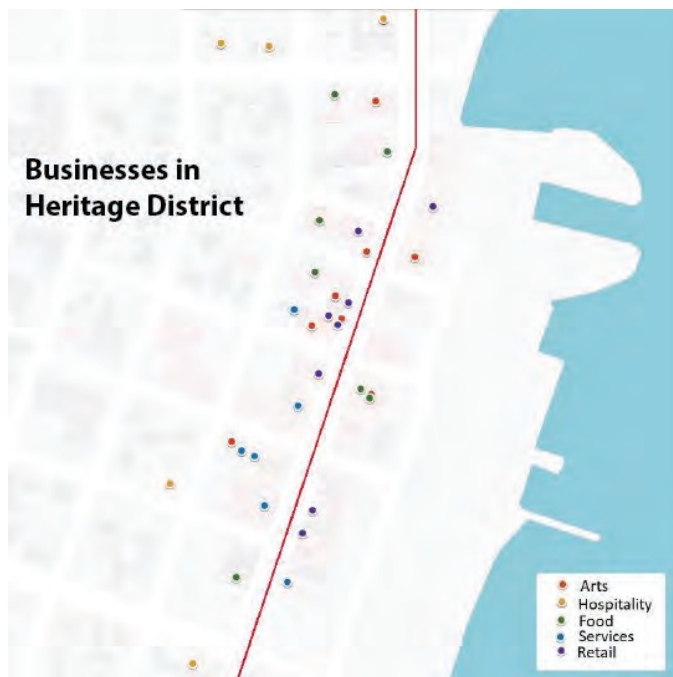 Businesses in
Heritage District
Arts
Hospitality
Food
Services
Retail